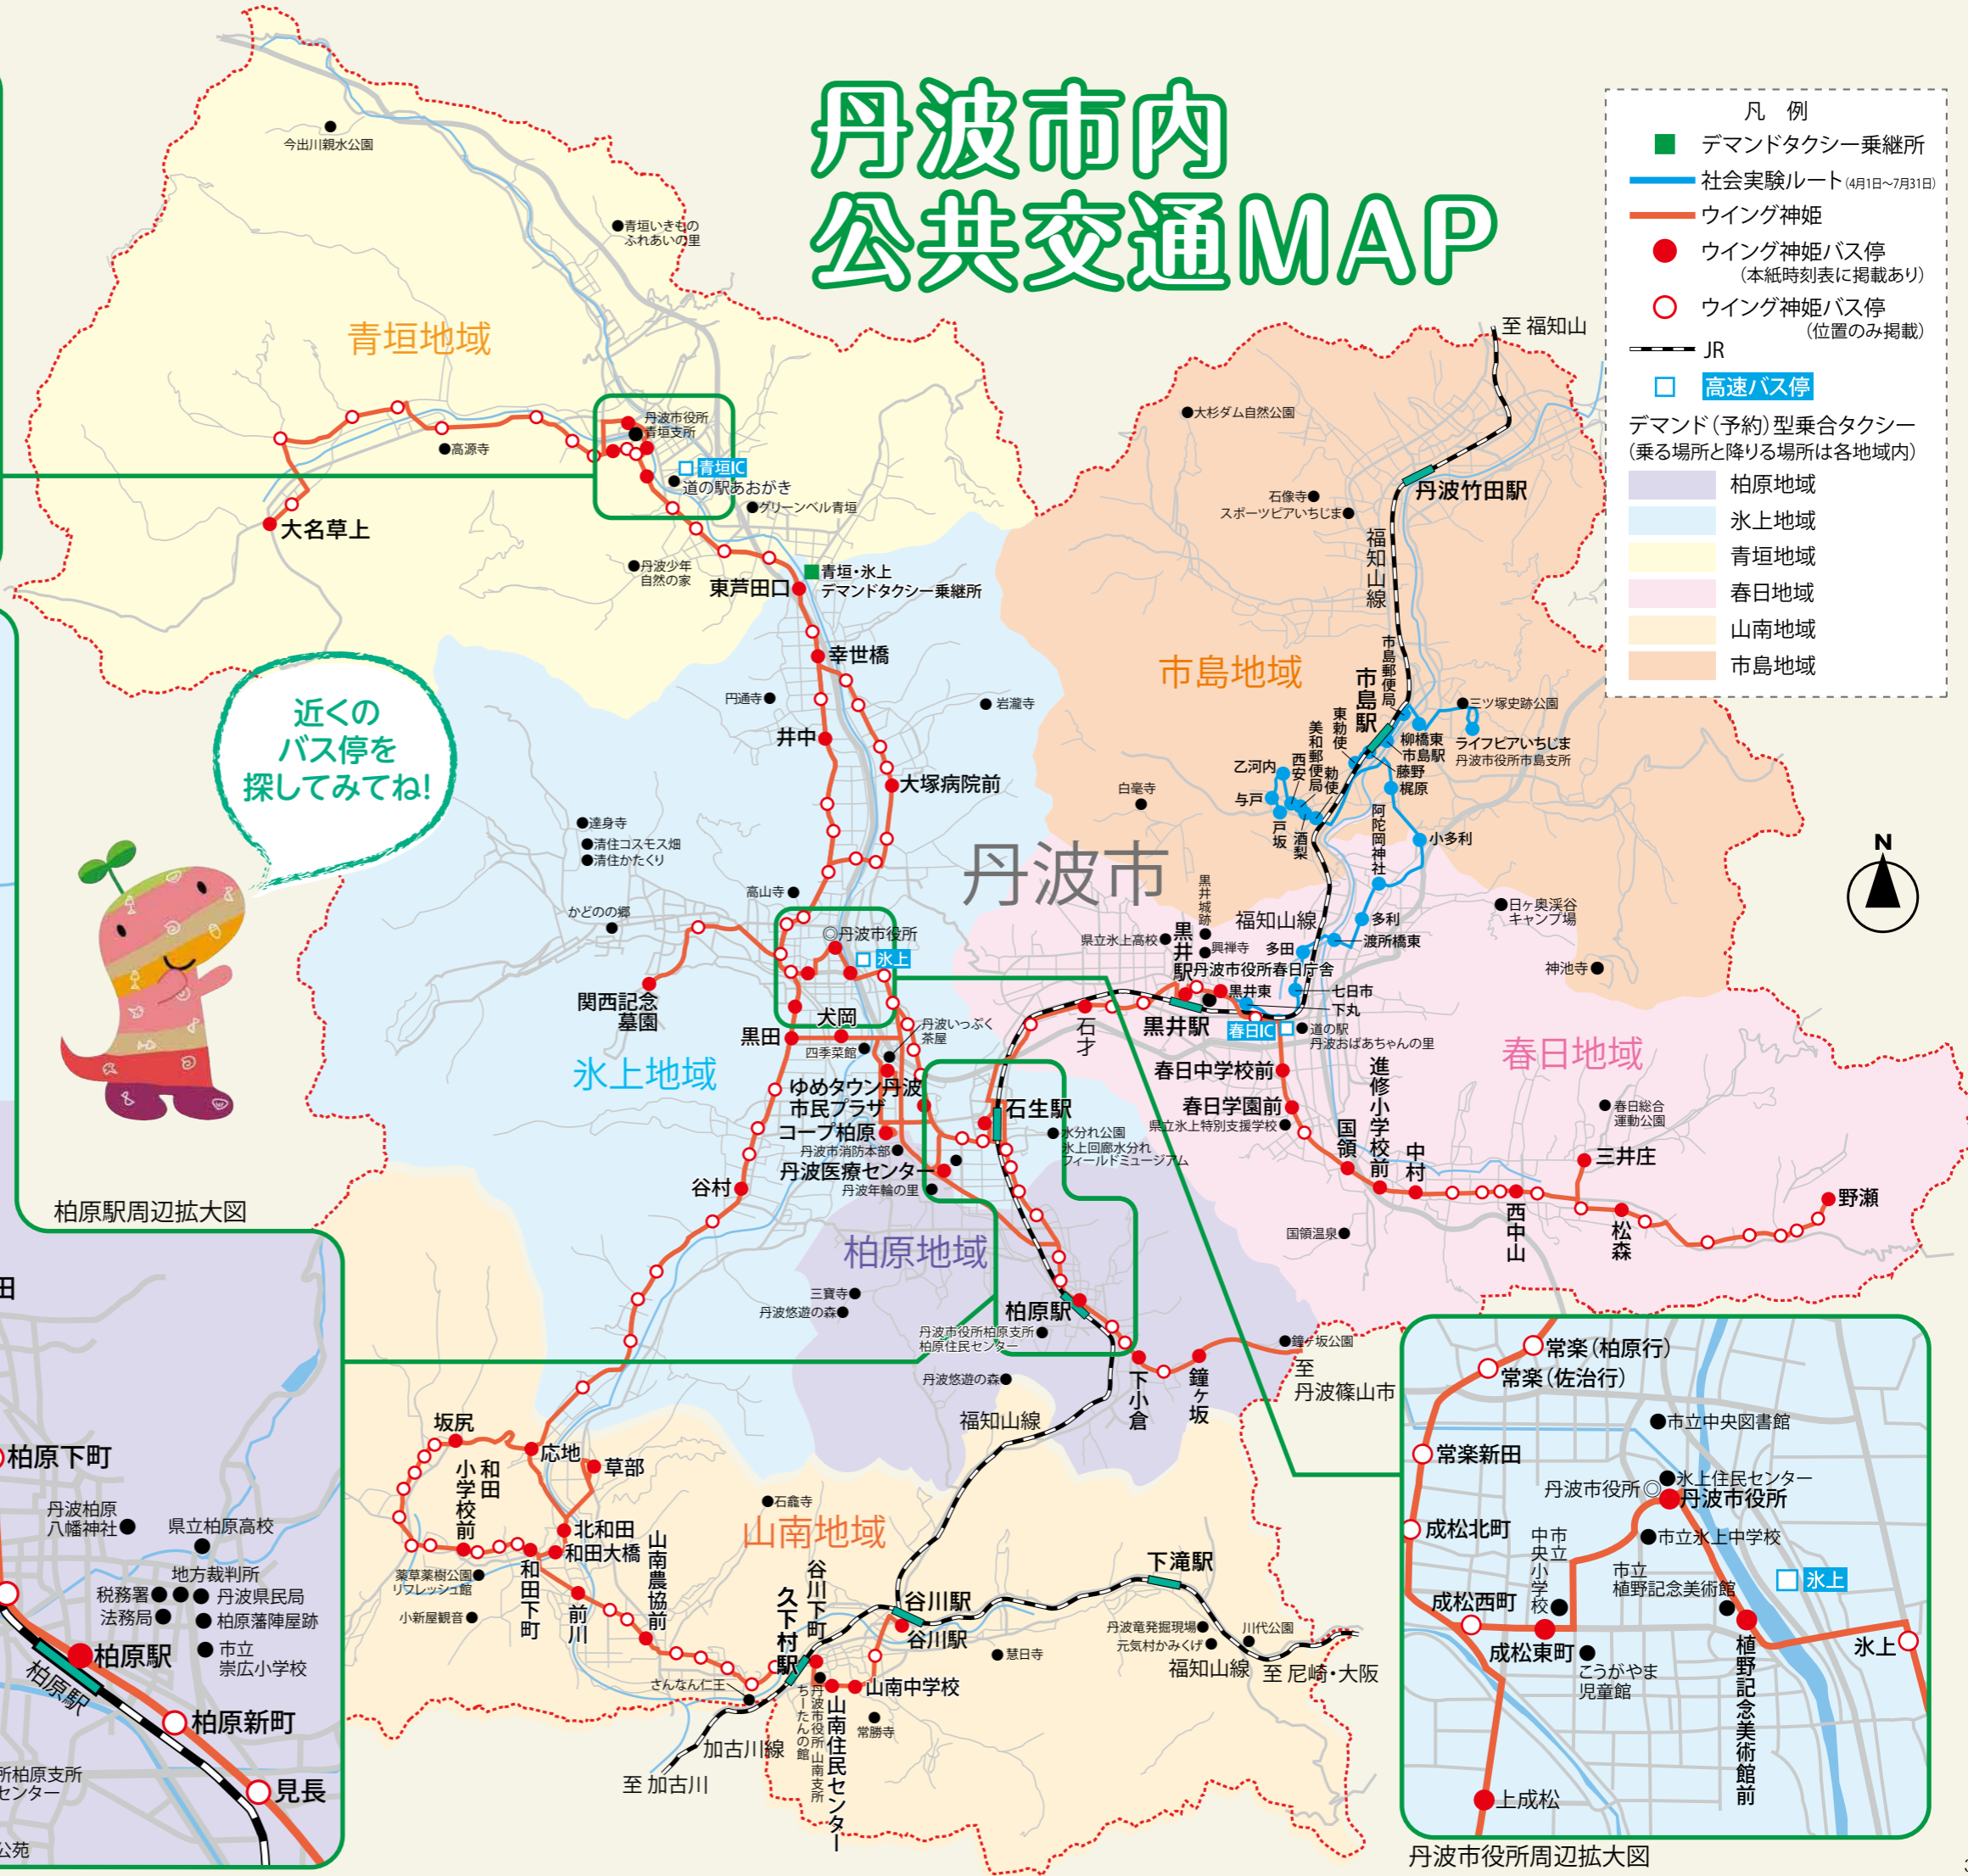 丹波市内
公共交通MAP
凡 例
デマンドタクシー乗継所
社会実験ルート(4月1日~7月31日)
ウイング神姫
ウイング神姫バス停
(本紙時刻表に掲載あり)
ウイング神姫バス停
(位置のみ掲載)
JR
高速バス停
デマンド(予約)型乗合タクシー
(乗る場所と降りる場所は各地域内)
柏原地域
氷上地域
青垣地域
春日地域
山南地域
市島地域
今出川親水公園
青垣いきもの
ふれあいの里
青垣地域
高源寺
丹波市役所
青垣支所
青垣IC
道の駅あおがき
グリーンベル青垣
大名草上
丹波少年
自然の家
東芦田口
青垣・氷上
デマンドタクシー乗継所
幸世橋
円通寺
岩瀧寺
井中
大塚病院前
近くの
バス停を
探してみてね!
達身寺
清住コスモス畑
清住かたくり
高山寺
かどのの郷
◎丹波市役所
氷上
関西記念
墓園
黒田
犬岡
四季菜館
丹波いっぷく
茶屋
氷上地域
ゆめタウン丹波
市民プラザ
コープ柏原
丹波市消防本部
丹波医療センター
丹波年輪の里
谷村
石生駅
水分れ公園
氷上回廊水分れ
フィールドミュージアム
丹波市
至 福知山
大杉ダム自然公園
丹波竹田駅
石像寺
スポーツピアいちじま
福知山線
市島地域
市島郵便局
市島駅
三ツ塚史跡公園
柳橋東
市島駅
ライフピアいちじま
丹波市役所市島支所
東勅使
藤野
梶原
美和郵便局
勅使
西安
乙河内
与戸
戸坂
酒梨
白毫寺
阿陀岡神社
小多利
多利
渡所橋東
福知山線
多田
黒井城跡
県立氷上高校
興禅寺
黒井駅
丹波市役所春日庁舎
黒井東
七日市
下丸
黒井駅
石才
春日IC
道の駅
丹波おばあちゃんの里
日ヶ奥渓谷
キャンプ場
神池寺
春日地域
春日中学校前
春日学園前
県立氷上特別支援学校
進修小学校前
国領
中村
春日総合
運動公園
三井庄
野瀬
西中山
松森
国領温泉
N
柏原地域
三寶寺
丹波悠遊の森
柏原駅
丹波市役所柏原支所
柏原住民センター
丹波悠遊の森
下小倉
鐘ヶ坂
鐘ヶ坂公園
至
丹波篠山市
福知山線
坂尻
応地
草部
和田
小学校前
北和田
和田大橋
薬草薬樹公園
リフレッシュ館
小新屋観音
和田下町
前川
山南農協前
石龕寺
山南地域
谷川下町
久下村駅
谷川駅
谷川駅
下滝駅
慧日寺
丹波竜発掘現場
元気村かみくげ
川代公園
福知山線
至 尼崎・大阪
さんなん仁王
山南中学校
常勝寺
丹波市役所 山南支所
ちーたんの館
山南住民センター
加古川線
至 加古川
柏原駅周辺拡大図
田
柏原下町
丹波柏原
八幡神社
県立柏原高校
地方裁判所
税務署
丹波県民局
法務局
柏原藩陣屋跡
市立
崇広小学校
柏原駅
柏原駅
柏原新町
見長
所柏原支所
センター
公苑
常楽(柏原行)
常楽(佐治行)
市立中央図書館
常楽新田
氷上住民センター
丹波市役所◎
丹波市役所
成松北町
市立
中央小学校
市立氷上中学校
市立
植野記念美術館
氷上
成松西町
成松東町
こうがやま
児童館
植野記念美術館前
氷上
上成松
丹波市役所周辺拡大図